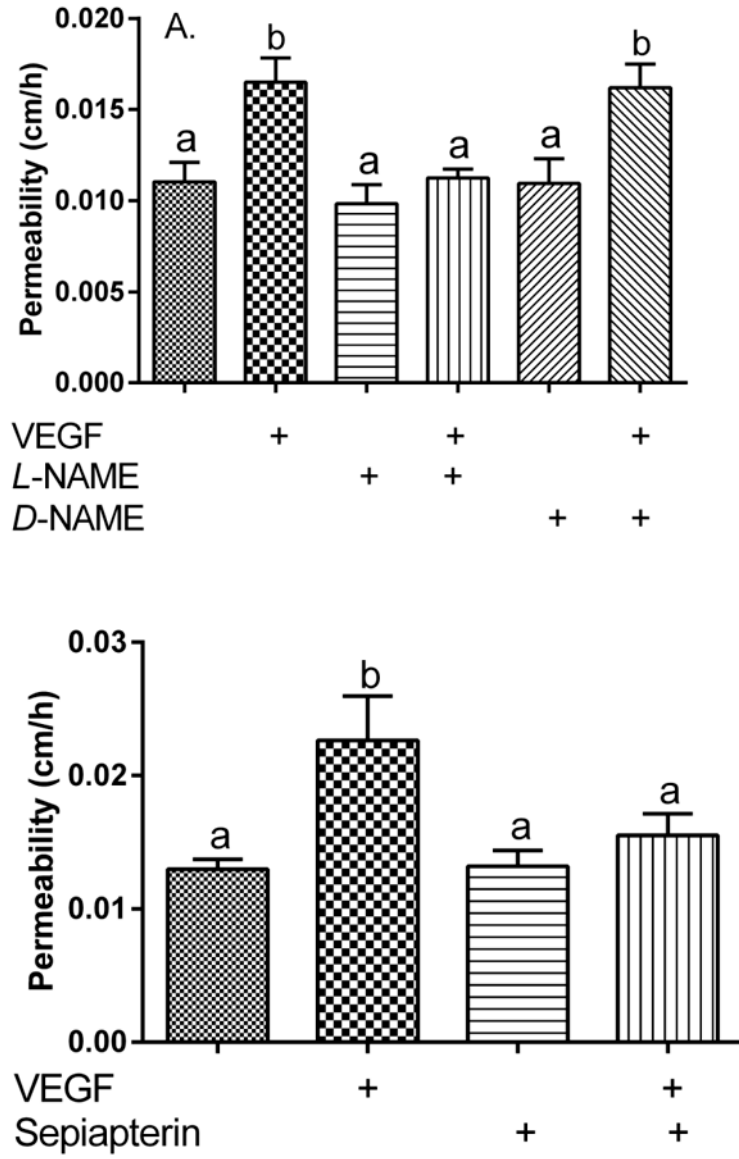 A.
Permeability (cm/h)
0.020
0.015
0.010
0.005
0.000
a b a a a b
VEGF + + +
L-NAME + +
D-NAME + +
Permeability (cm/h)
0.03
0.02
0.01
0.00
a b a a
VEGF + +
Sepiapterin + +